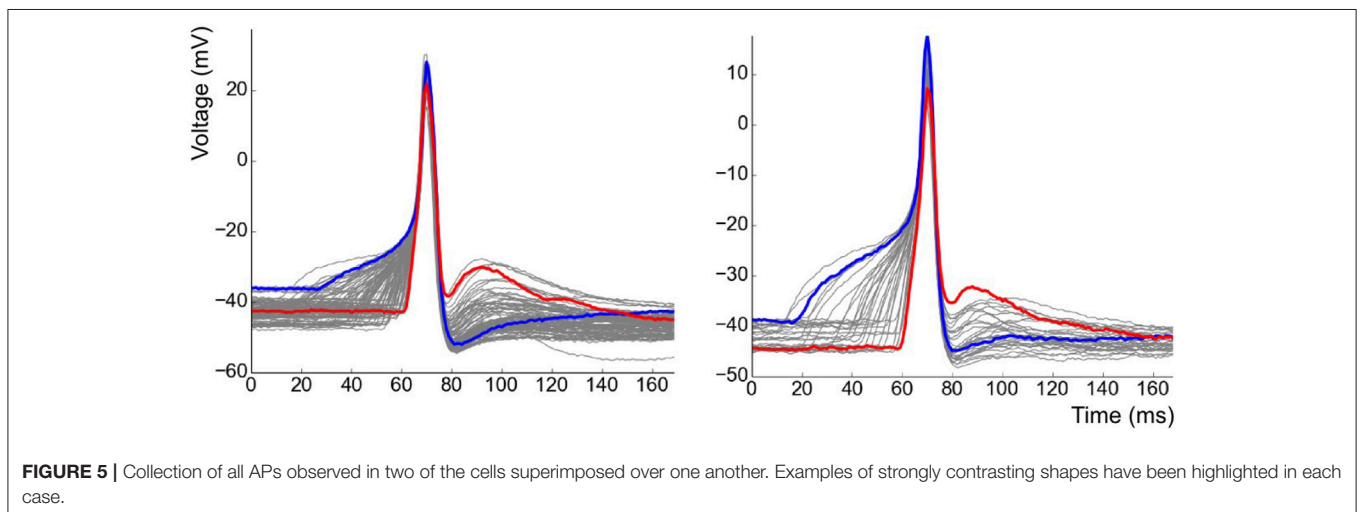 Voltage (mV)
20
0
−20
−40
−60
0 20 40 60 80 100 120 140 160
10
0
−10
−20
−30
−40
−50
0 20 40 60 80 100 120 140 160
Time (ms)
FIGURE 5 | Collection of all APs observed in two of the cells superimposed over one another. Examples of strongly contrasting shapes have been highlighted in each
case.